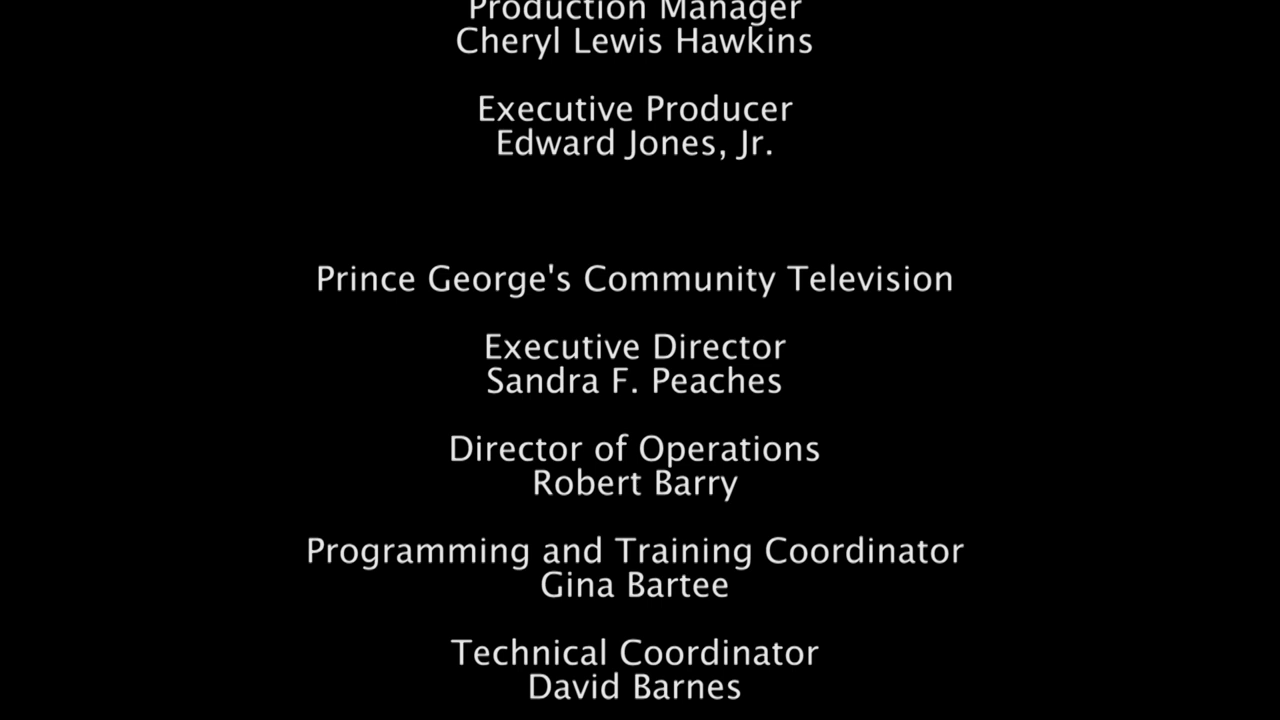 Production Manager
Cheryl Lewis Hawkins
Executive Producer
Edward Jones, Jr.
Prince George's Community Television
Executive Director
Sandra F. Peaches
Director of Operations
Robert Barry
Programming and Training Coordinator
Gina Bartee
Technical Coordinator
David Barnes